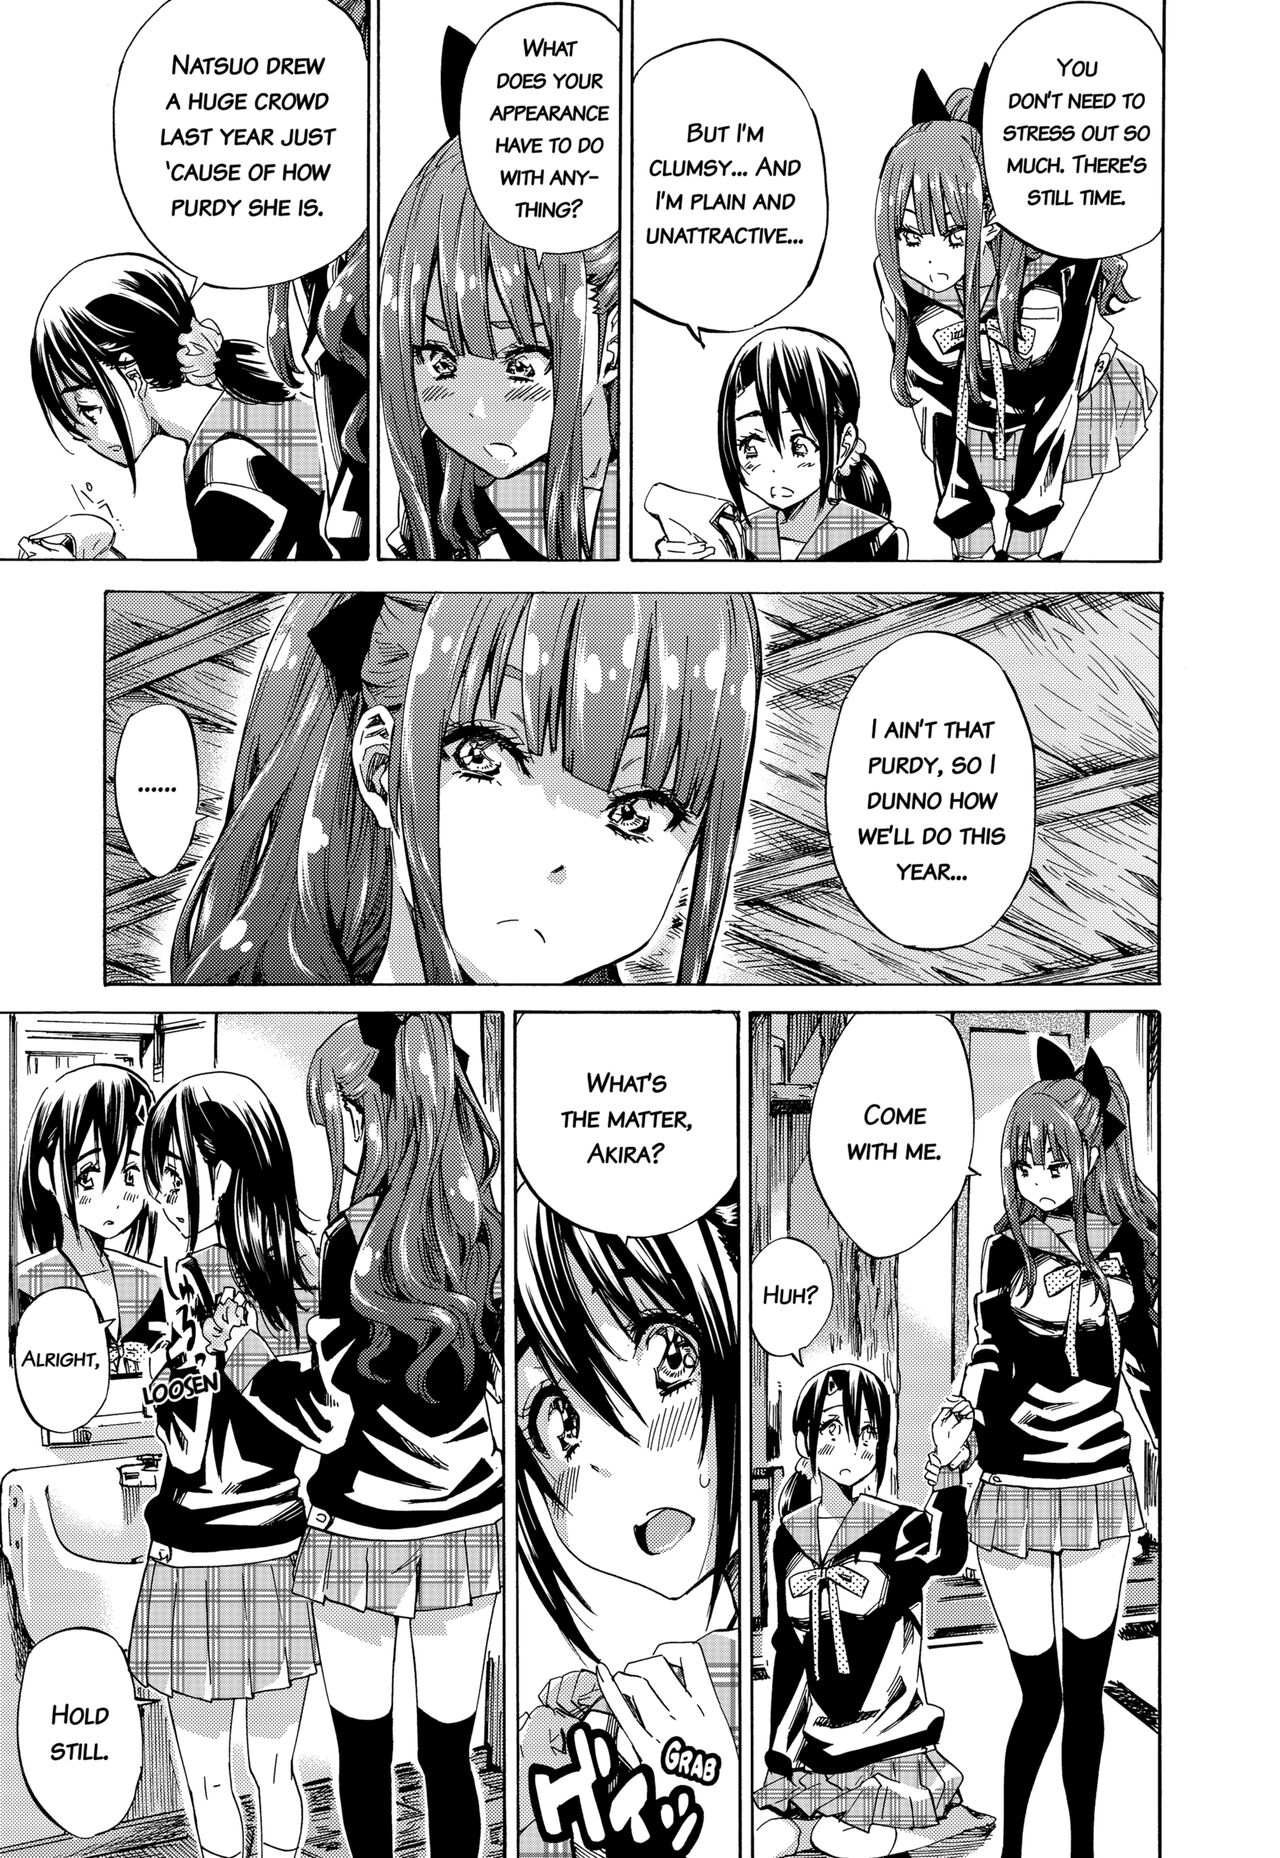 YOU
DON'T NEED TO
STRESS OUT SO
MUCH. THERE'S
STILL TIME.
BUT I'M
CLUMSY... AND
I'M PLAIN AND
UNATTRACTIVE...
WHAT
DOES YOUR
APPEARANCE
HAVE TO DO
WITH ANY-
THING?
NATSUO DREW
A HUGE CROWD
LAST YEAR JUST
'CAUSE OF HOW
PURDY SHE IS.
I AIN'T THAT
PURDY, SO I
DUNNO HOW
WE'LL DO THIS
YEAR...
......
COME
WITH ME.
HUH?
WHAT'S
THE MATTER,
AKIRA?
GRAB
グイッ
LOOSEN
ALRIGHT,
HOLD
STILL.